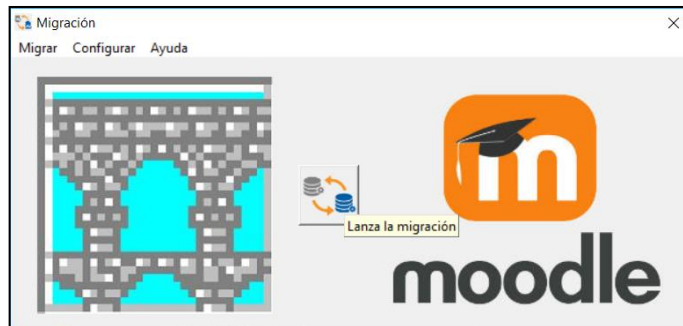 Migración
Migrar Configurar Ayuda
m
Lanza la migración
moodle